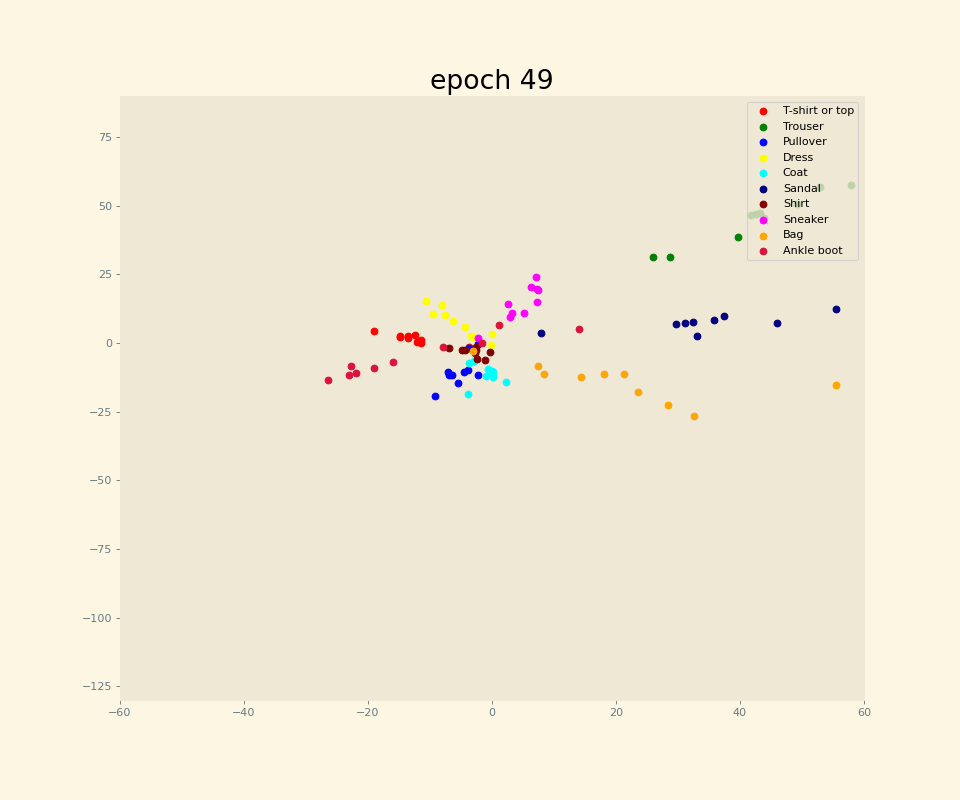 epoch 49
75
50
25
0
−25
−50
−75
−100
−125
−60
−40
−20
0
20
40
60
T-shirt or top
Trouser
Pullover
Dress
Coat
Sandal
Shirt
Sneaker
Bag
Ankle boot